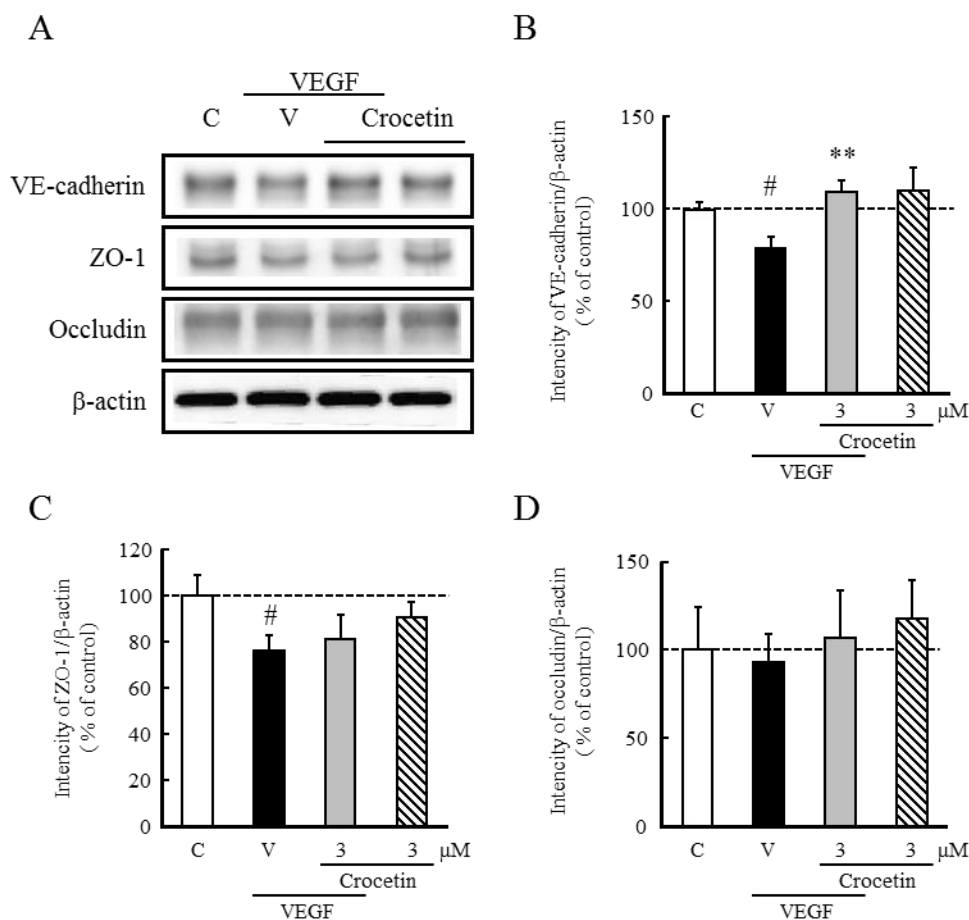 A
VEGF
C V Crocetin
VE-cadherin
ZO-1
Occludin
β-actin
B
Intencity of VE-cadherin/β-actin
( % of control)
150
100
50
0
#
**
C V 3 3 μM
Crocetin
VEGF
C
Intencity of ZO-1/β-actin
( % of control)
120
100
80
60
40
20
0
#
C V 3 3 μM
Crocetin
VEGF
D
Intencity of occludin/β-actin
( % of control)
150
100
50
0
C V 3 3 μM
Crocetin
VEGF